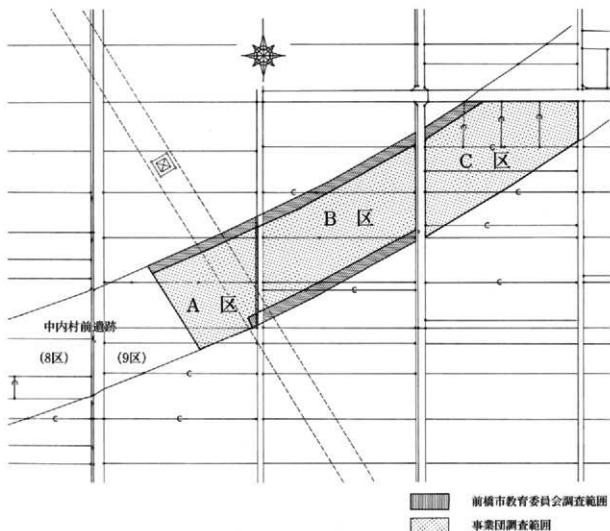 C 区
B 区
A 区
中内村前遺跡
(8区) (9区)
前橋市教育委員会調査範囲
事業団調査範囲